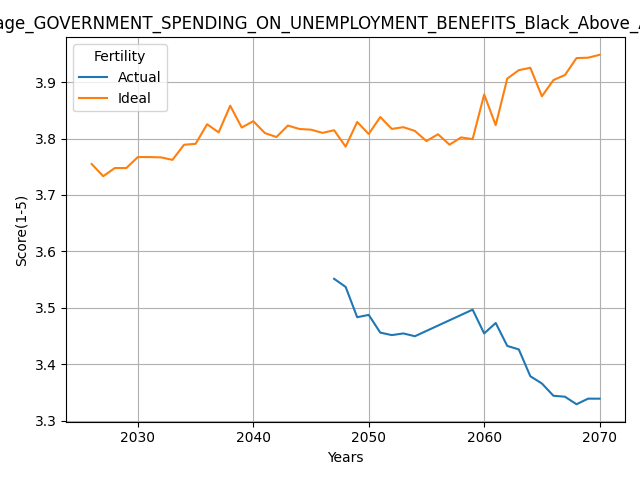 age_GOVERNMENT_SPENDING_ON_UNEMPLOYMENT_BENEFITS_Black_Above_A
Fertility
Actual
Ideal
Score(1-5)
3.9
3.8
3.7
3.6
3.5
3.4
3.3
2030 2040 2050 2060 2070
Years